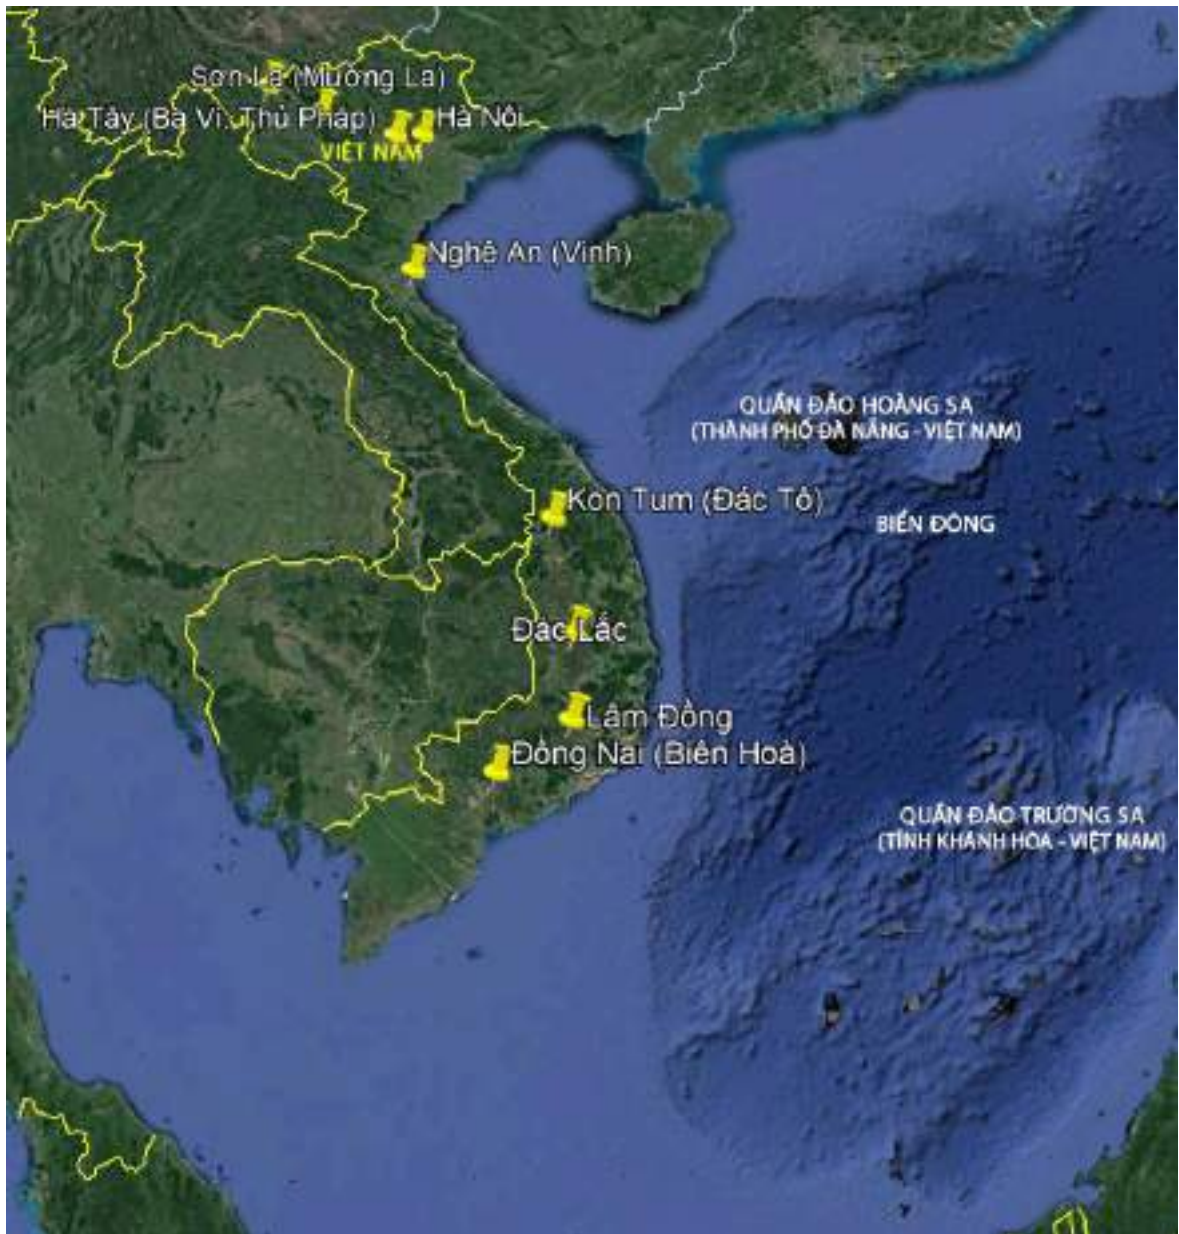 Sơn La (Mường La)
Hà Tây (Ba Vì. Thủ Pháp)
Hà Nội
VIỆT NAM
Nghệ An (Vinh)
QUẦN ĐẢO HOÀNG SA
(THÀNH PHỐ ĐÀ NẴNG - VIỆT NAM)
Kon Tum (Đắc Tô)
BIỂN ĐÔNG
Đắc Lắc
Lâm Đồng
Đồng Nai (Biên Hoà)
QUẦN ĐẢO TRƯỜNG SA
(TỈNH KHÁNH HÒA - VIỆT NAM)